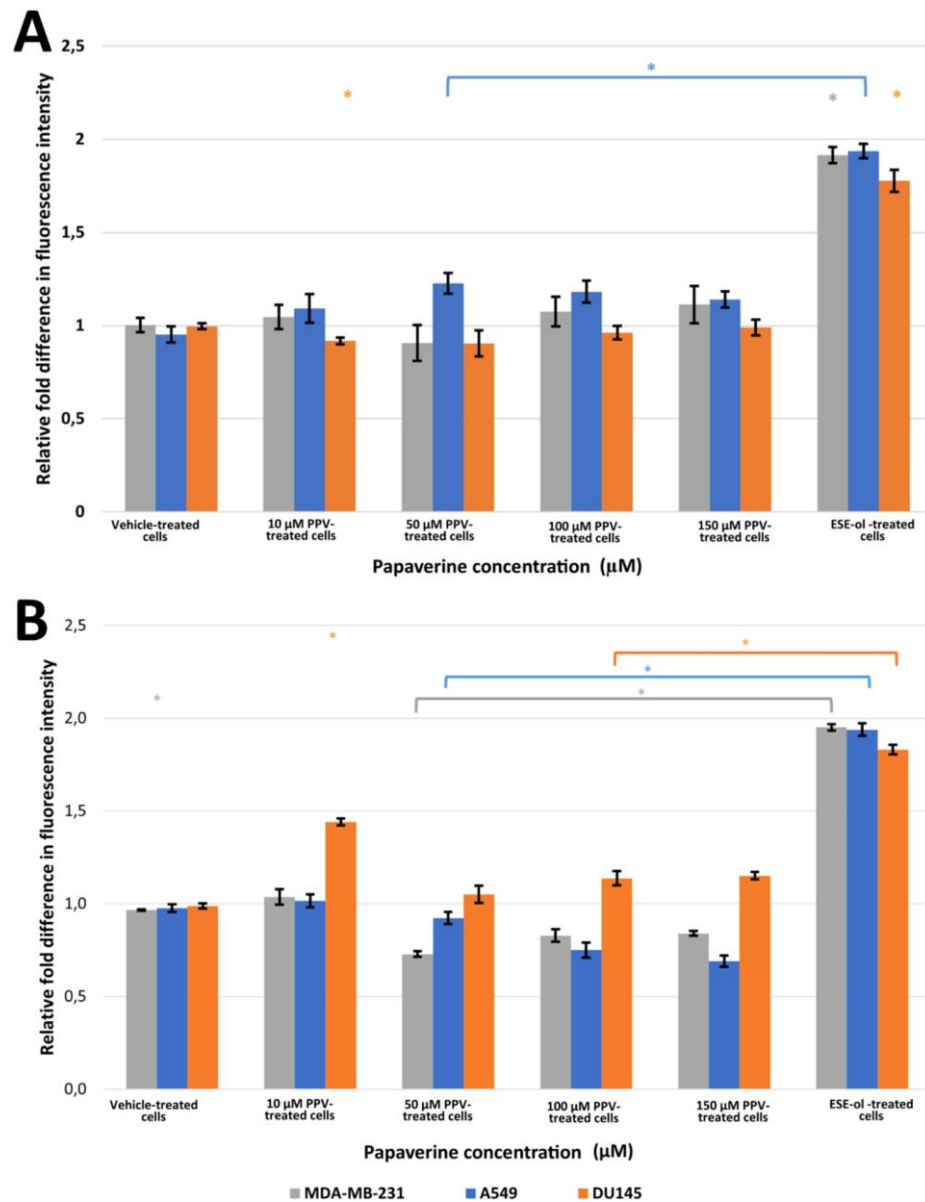 A
Relative fold difference in fluorescence intensity
2,5
*
* * *
2
1,5
1
0,5
0
Vehicle-treated cells
10 µM PPV-treated cells
50 µM PPV-treated cells
100 µM PPV-treated cells
150 µM PPV-treated cells
ESE-ol -treated cells
Papaverine concentration (µM)
B
Relative fold difference in fluorescence intensity
2,5
* *
* *
*
2,0
1,5
1,0
0,5
0,0
Vehicle-treated cells
10 µM PPV-treated cells
50 µM PPV-treated cells
100 µM PPV-treated cells
150 µM PPV-treated cells
ESE-ol -treated cells
Papaverine concentration (µM)
MDA-MB-231 A549 DU145